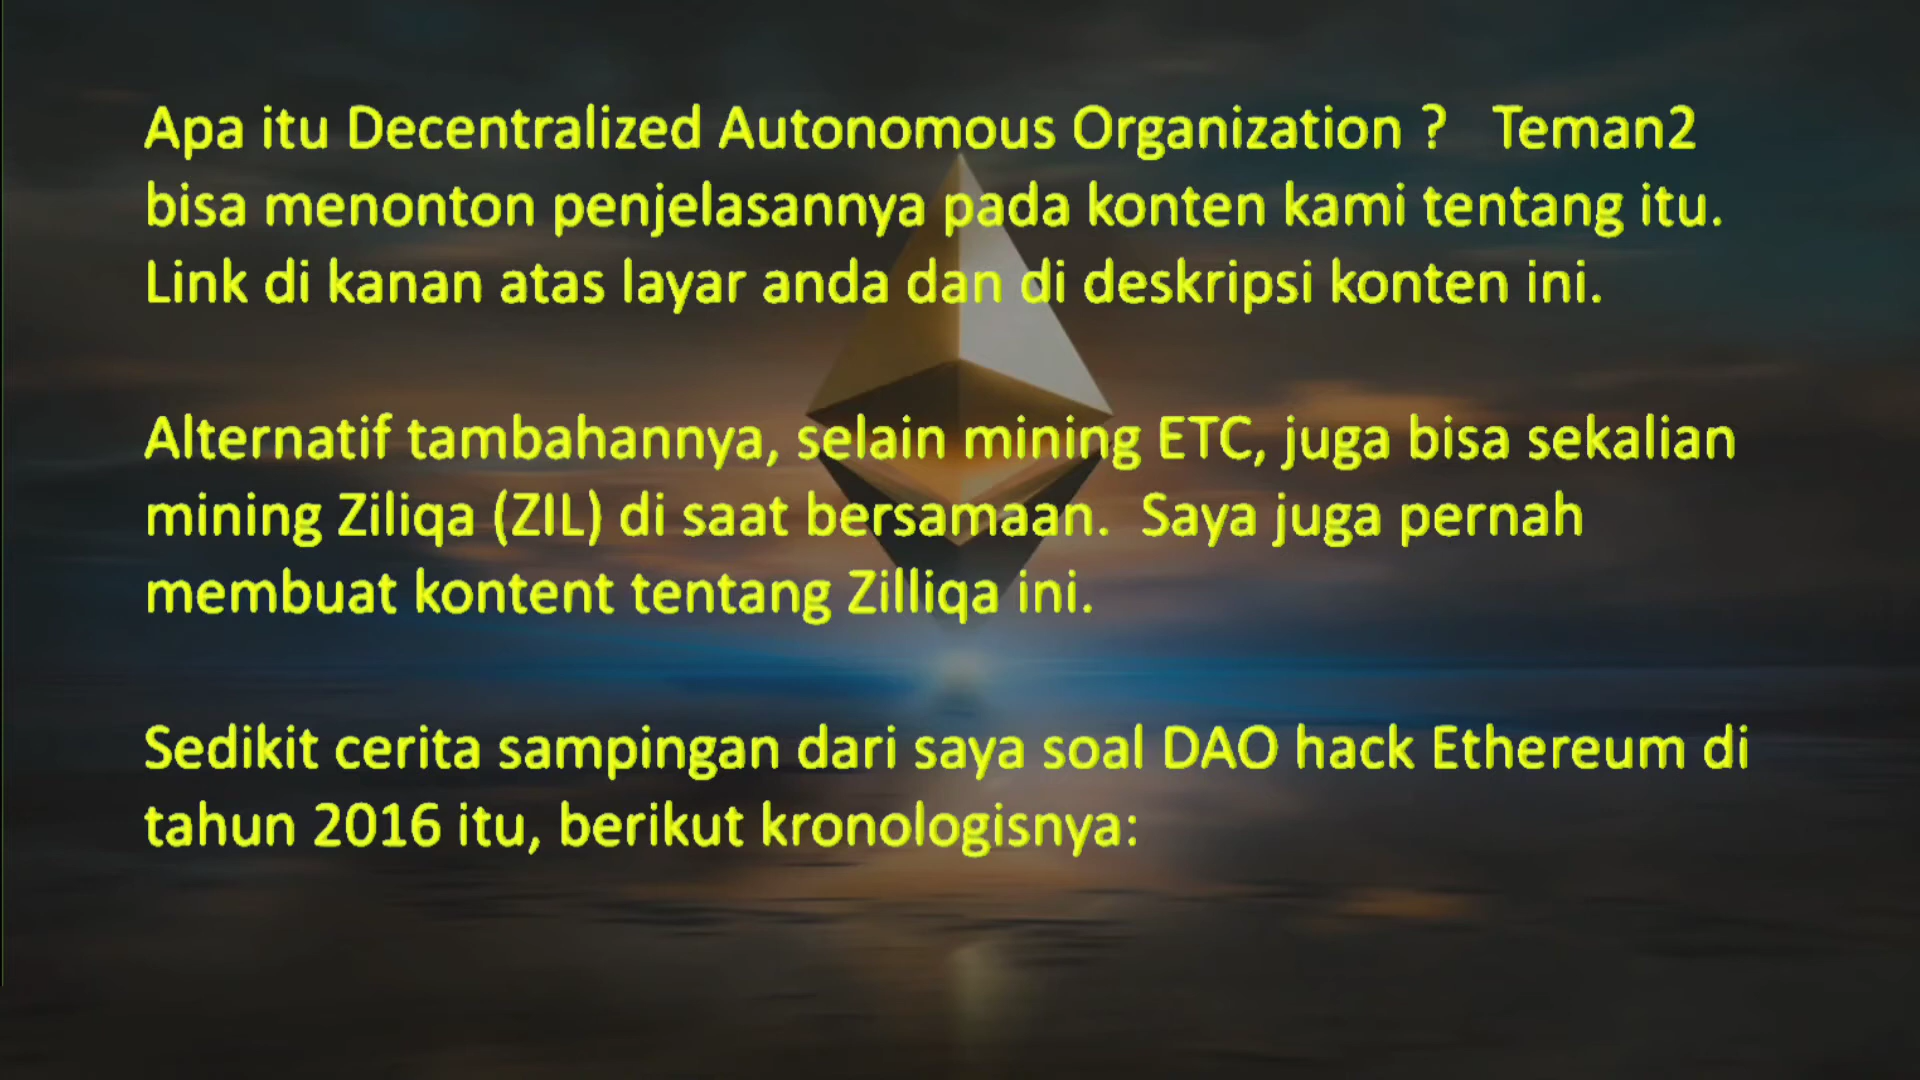 Apa itu Decentralized Autonomous Organization ?   Teman2
bisa menonton penjelasannya pada konten kami tentang itu.
Link di kanan atas layar anda dan di deskripsi konten ini.
Alternatif tambahannya, selain mining ETC, juga bisa sekalian
mining Ziliqa (ZIL) di saat bersamaan.  Saya juga pernah
membuat kontent tentang Zilliqa ini.
Sedikit cerita sampingan dari saya soal DAO hack Ethereum di
tahun 2016 itu, berikut kronologisnya: